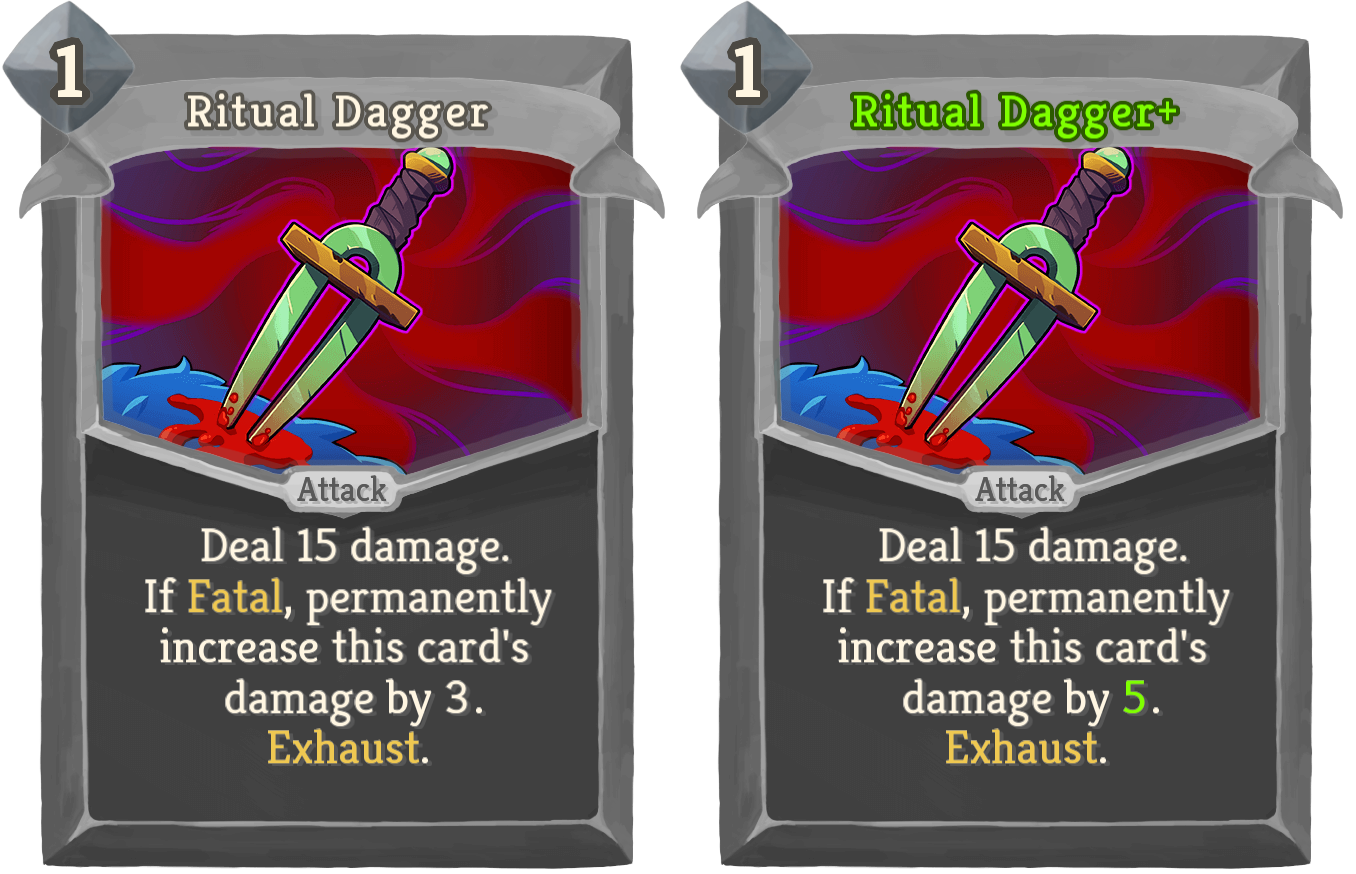 1
Ritual Dagger
Attack
Deal 15 damage.
If Fatal, permanently
increase this card's
damage by 3.
Exhaust.
1
Ritual Dagger+
Attack
Deal 15 damage.
If Fatal, permanently
increase this card's
damage by 5.
Exhaust.